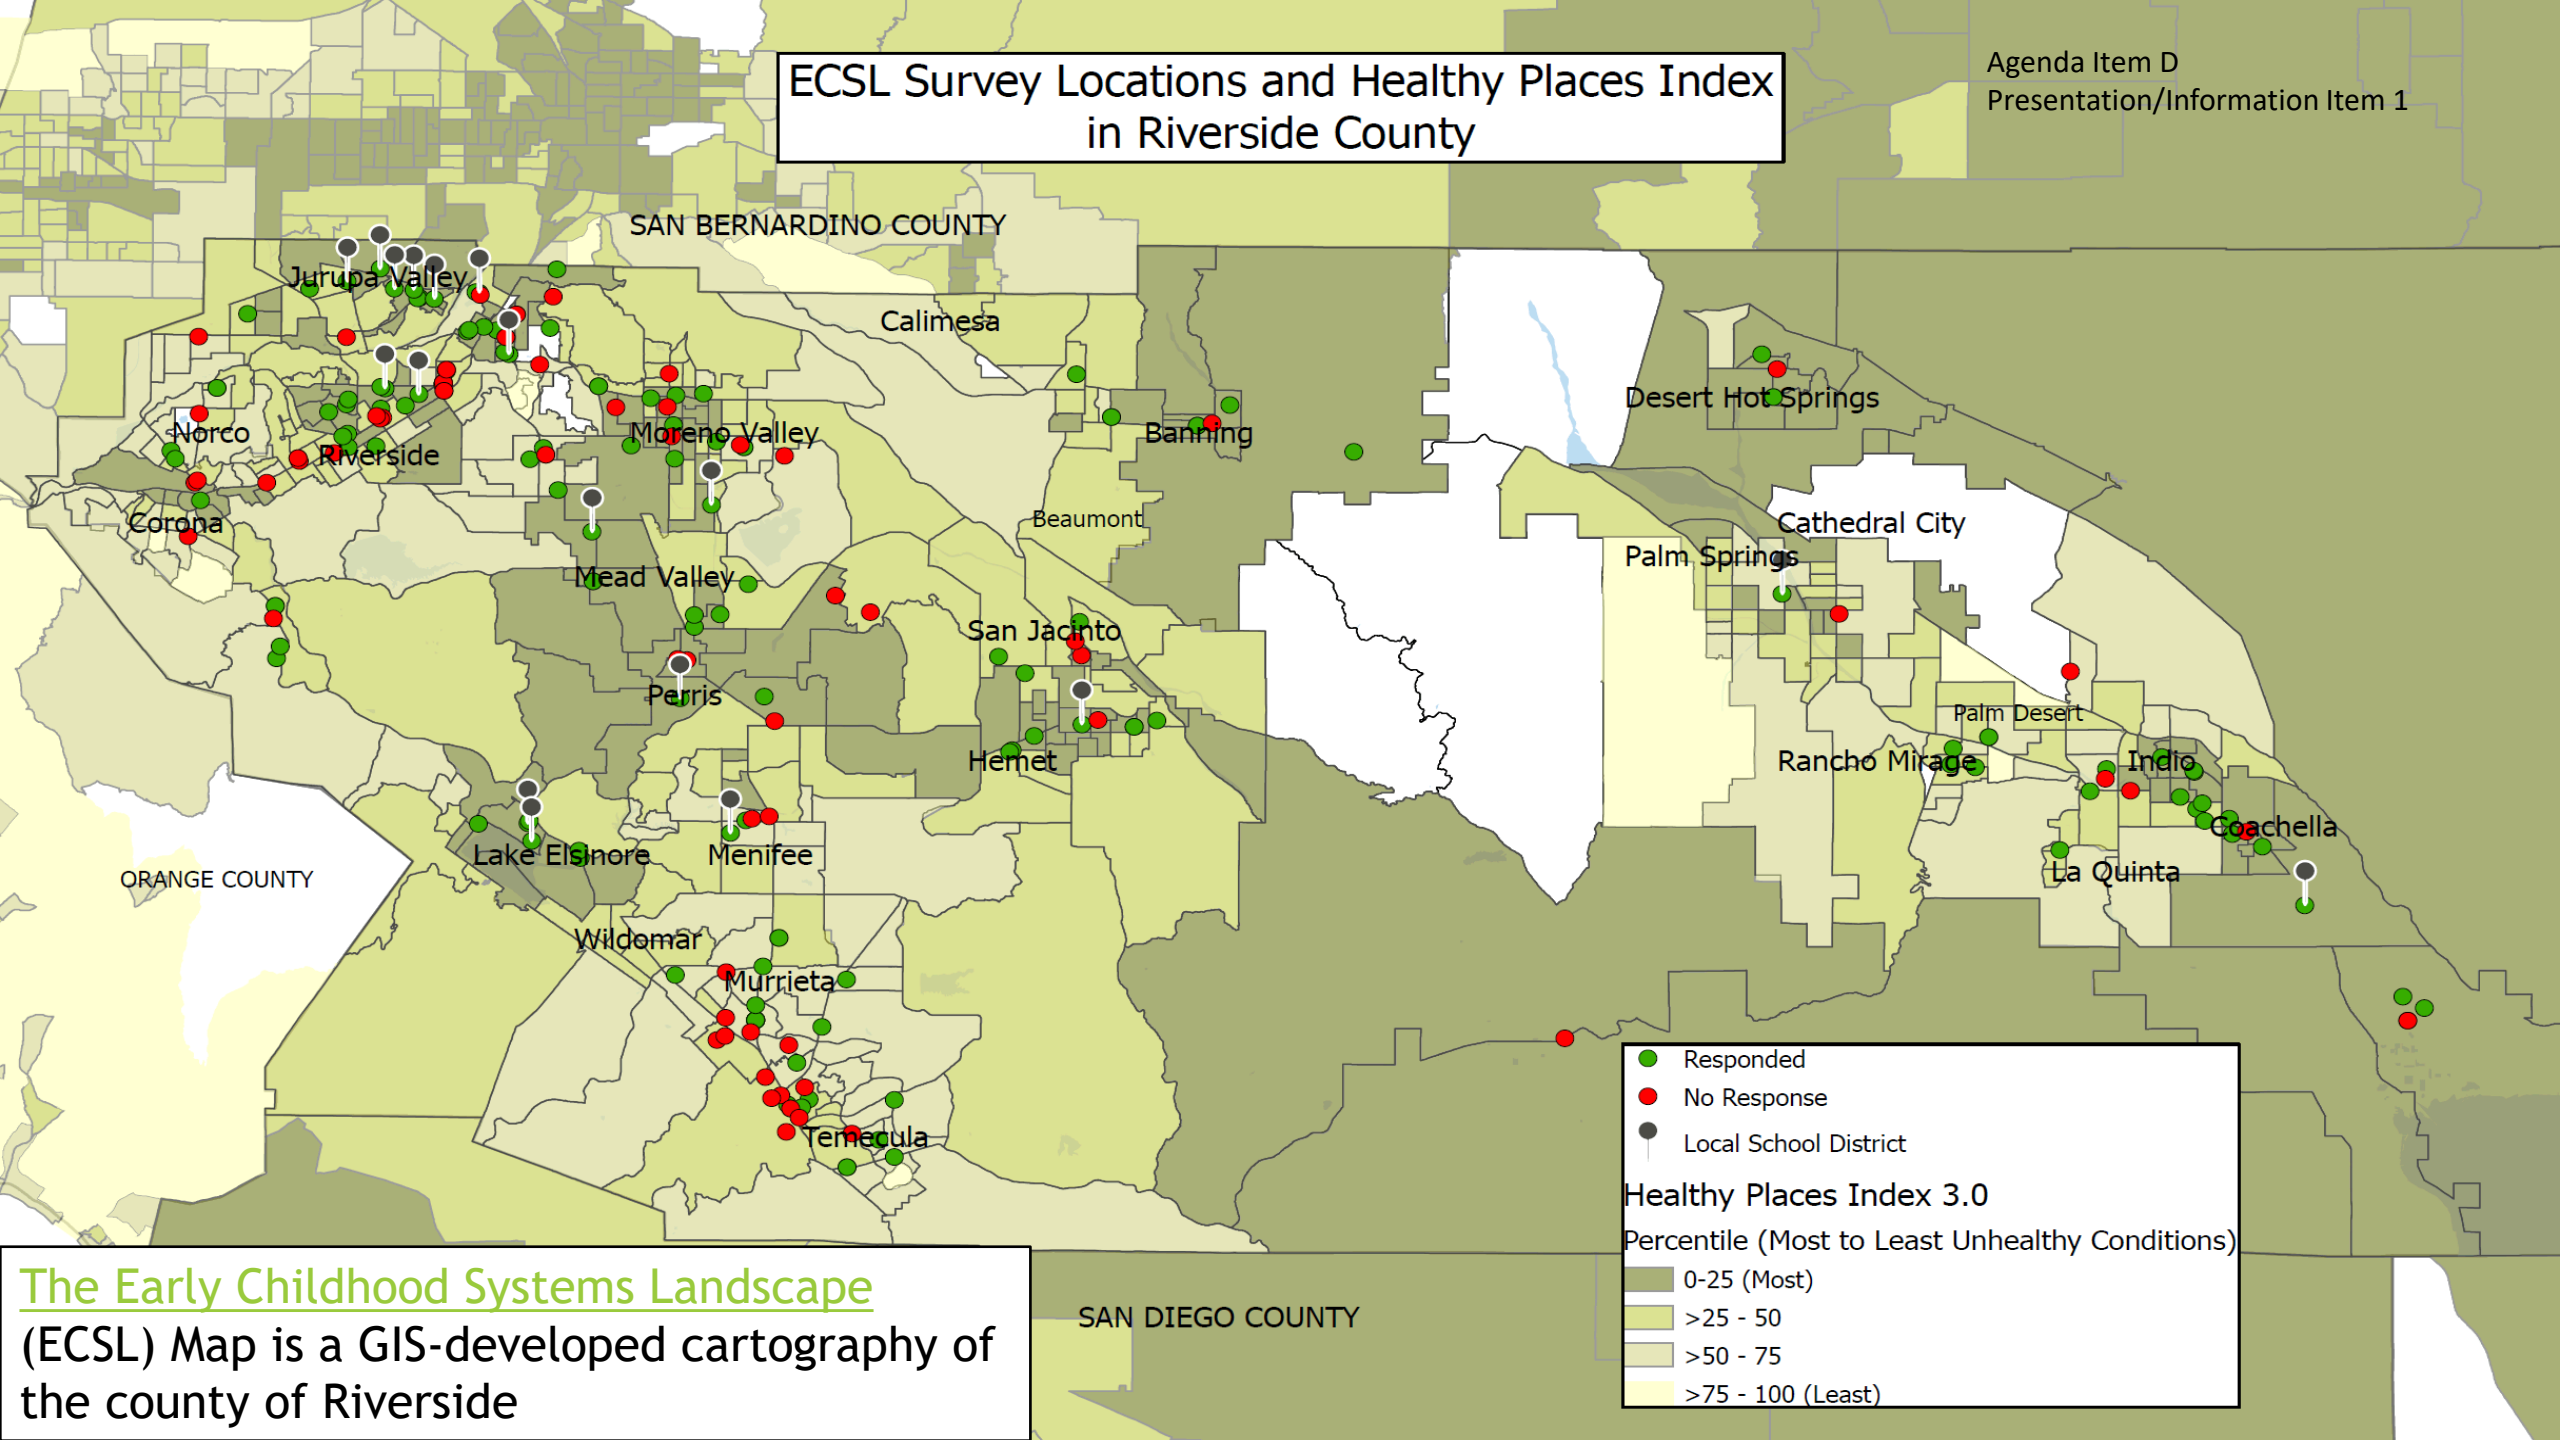 ECSL Survey Locations and Healthy Places Index
in Riverside County
Agenda Item D
Presentation/Information Item 1
SAN BERNARDINO COUNTY
Jurupa Valley
Calimesa
Desert Hot Springs
Norco
Riverside
Moreno Valley
Banning
Corona
Beaumont
Cathedral City
Palm Springs
Mead Valley
San Jacinto
Perris
Palm Desert
Hemet
Rancho Mirage
Indio
Coachella
Lake Elsinore
Menifee
La Quinta
ORANGE COUNTY
Wildomar
Murrieta
Temecula
Responded
No Response
Local School District
Healthy Places Index 3.0
Percentile (Most to Least Unhealthy Conditions)
0-25 (Most)
>25 - 50
>50 - 75
>75 - 100 (Least)
SAN DIEGO COUNTY
The Early Childhood Systems Landscape
(ECSL) Map is a GIS-developed cartography of
the county of Riverside